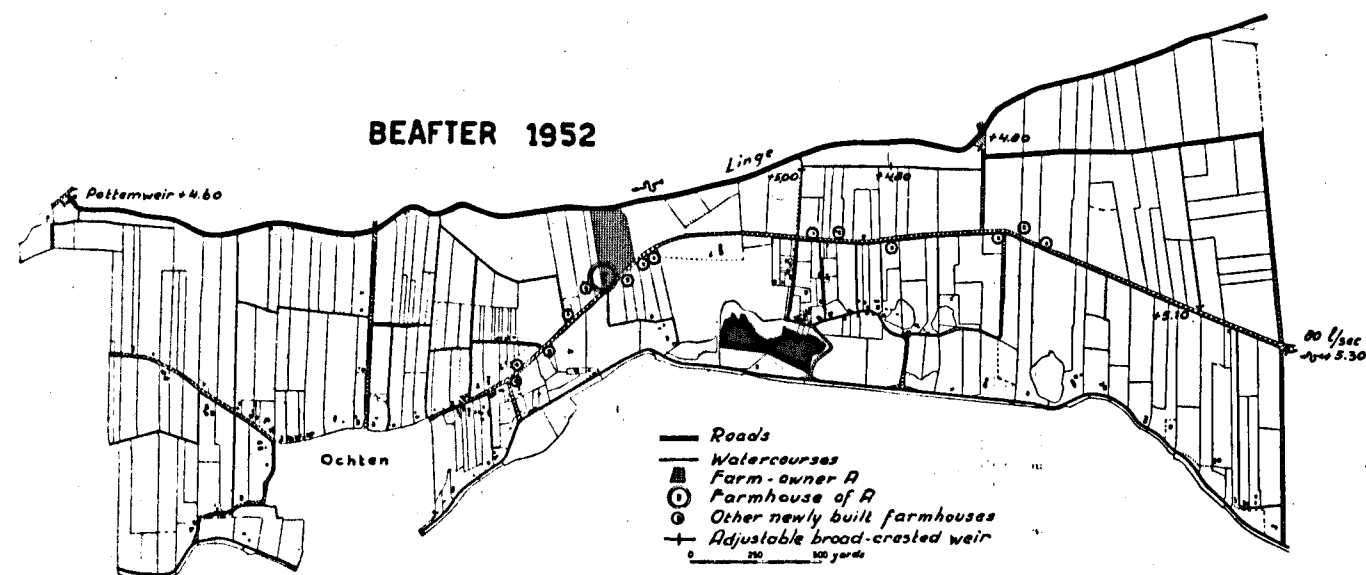 BEAFTER 1952
Linge
+4.80
+5.00
+4.80
Pottemweir +4.60
+5.10
80 l/sec
+5.30
Ochten
Roads
Watercourses
Farm-owner A
Farmhouse of A
Other newly built farmhouses
Adjustable broad-crested weir
0 250 500 yards